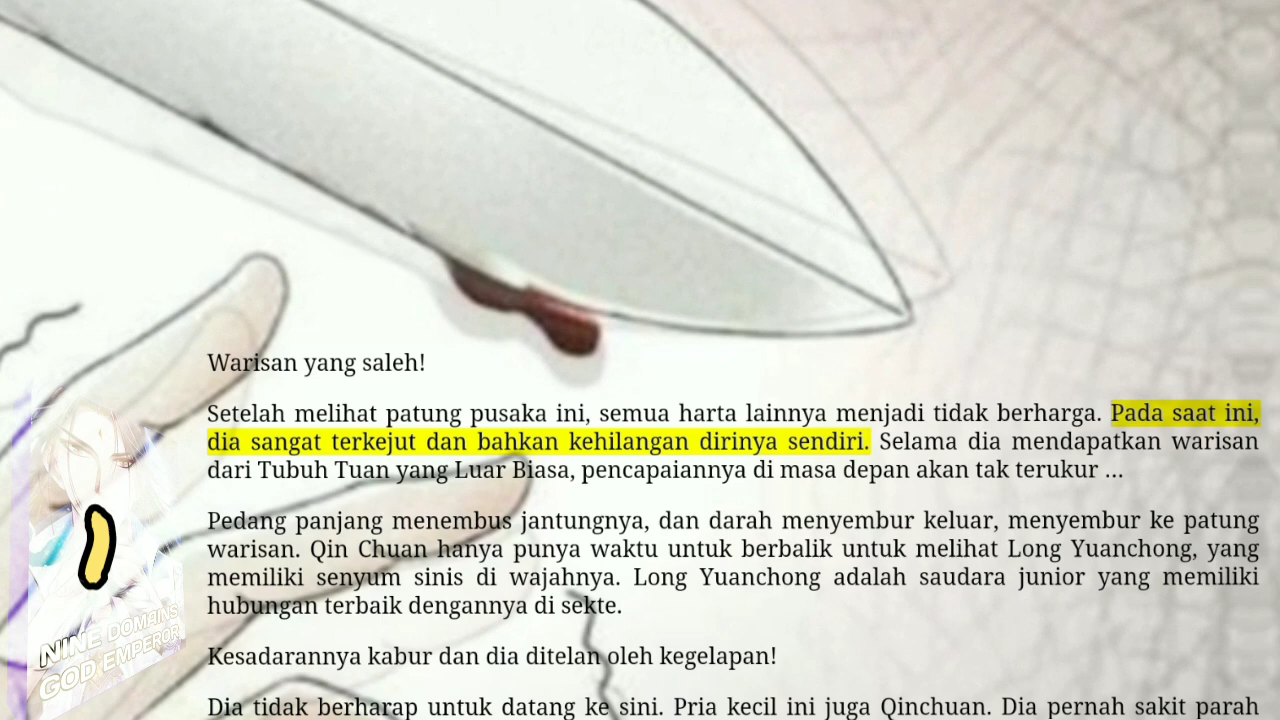 Warisan yang saleh!
Setelah melihat patung pusaka ini, semua harta lainnya menjadi tidak berharga. Pada saat ini,
dia sangat terkejut dan bahkan kehilangan dirinya sendiri. Selama dia mendapatkan warisan
dari Tubuh Tuan yang Luar Biasa, pencapaiannya di masa depan akan tak terukur ...
Pedang panjang menembus jantungnya, dan darah menyembur keluar, menyembur ke patung
warisan. Qin Chuan hanya punya waktu untuk berbalik untuk melihat Long Yuanchong, yang
memiliki senyum sinis di wajahnya. Long Yuanchong adalah saudara junior yang memiliki
hubungan terbaik dengannya di sekte.
Kesadarannya kabur dan dia ditelan oleh kegelapan!
Dia tidak berharap untuk datang ke sini. Pria kecil ini juga Qinchuan. Dia pernah sakit parah
NINE DOMAINS
GOD EMPEROR